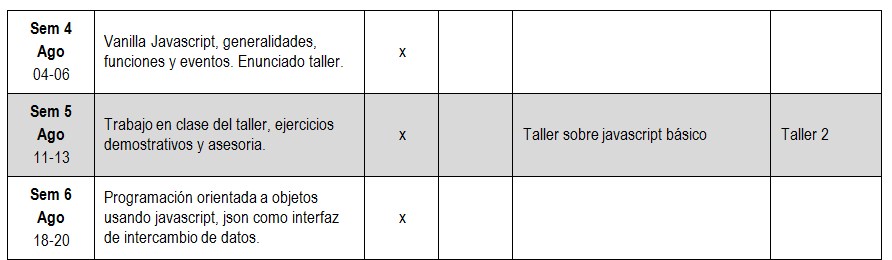 Sem 4
Ago
04-06
Vanilla Javascript, generalidades,
funciones y eventos. Enunciado taller.
x
Sem 5
Ago
11-13
Trabajo en clase del taller, ejercicios
demostrativos y asesoria.
x
Taller sobre javascript básico
Taller 2
Sem 6
Ago
18-20
Programación orientada a objetos
usando javascript, json como interfaz
de intercambio de datos.
x